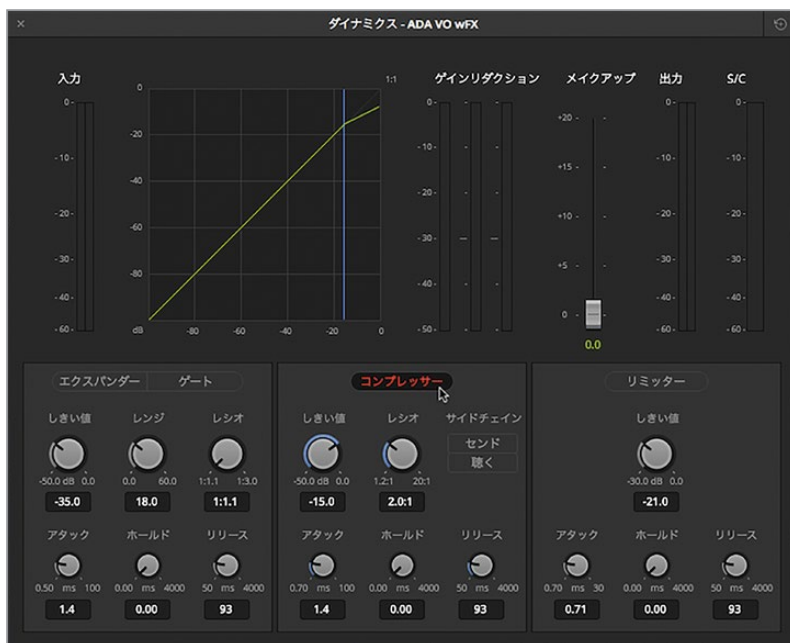 ダイナミクス - ADA VO wFX
入力
ゲインリダクション
メイクアップ
出力
S/C
0-
-10-
-20-
-30-
-40-
-60-
1:1
0
-20
-40
-60
-80
dB
-80
-60
-40
-20
0
0-
-10-
-20-
-30-
-40-
-50-
+20 -
+15 -
+10 -
+5 -
0 -
0.0
0-
-10-
-20-
-30-
-40-
-60-
0-
-10-
-20-
-30-
-40-
-60-
エクスパンダー ゲート
しきい値 レンジ レシオ
-50.0 dB 0.0 0.0 60.0 1:1.1 1:3.0
-35.0 18.0 1:1.1
アタック ホールド リリース
0.50 ms 100 0.00 ms 4000 50 ms 4000
1.4 0.00 93
コンプレッサー
しきい値 レシオ サイドチェイン
センド
聴く
-50.0 dB 0.0 1.2:1 20:1
-15.0 2.0:1
アタック ホールド リリース
0.70 ms 100 0.00 ms 4000 50 ms 4000
1.4 0.00 93
リミッター
しきい値
-30.0 dB 0.0
-21.0
アタック ホールド リリース
0.70 ms 30 0.00 ms 4000 50 ms 4000
0.71 0.00 93